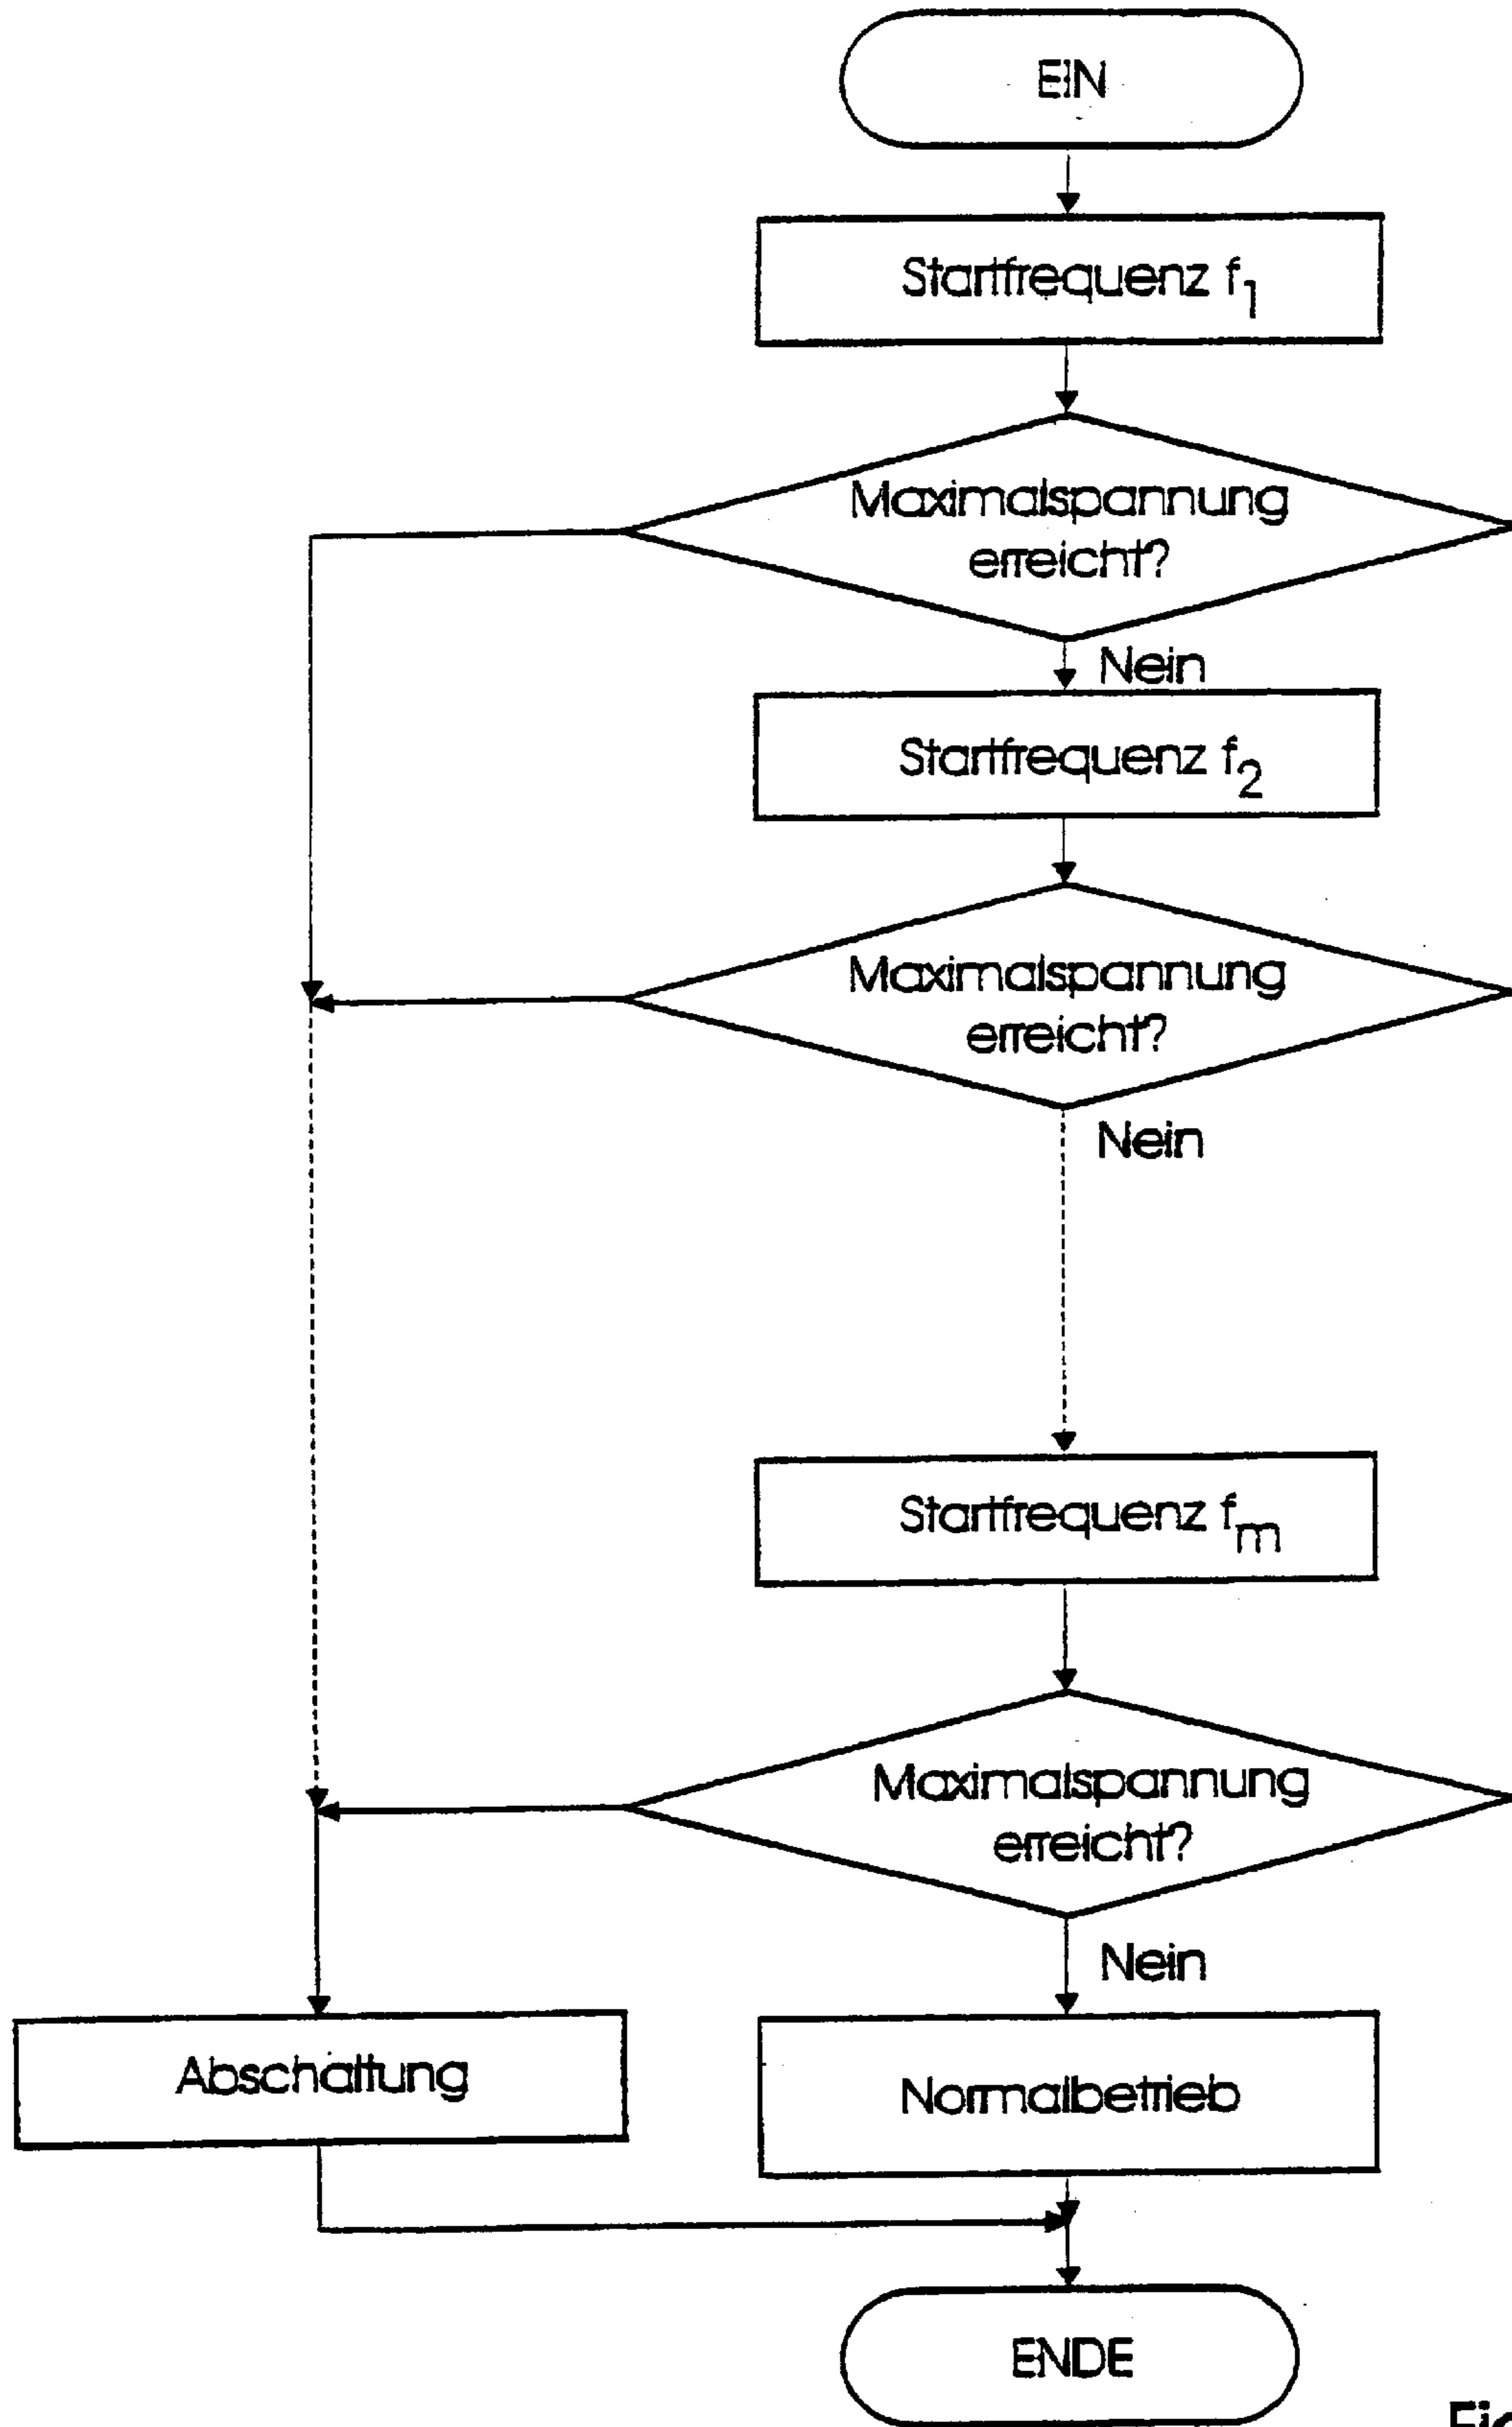 EIN
Startfrequenz f1
Maximalspannung
erreicht?
Nein
Startfrequenz f2
Maximalspannung
erreicht?
Nein
Startfrequenz fm
Maximalspannung
erreicht?
Nein
Abschaltung
Normalbetrieb
ENDE